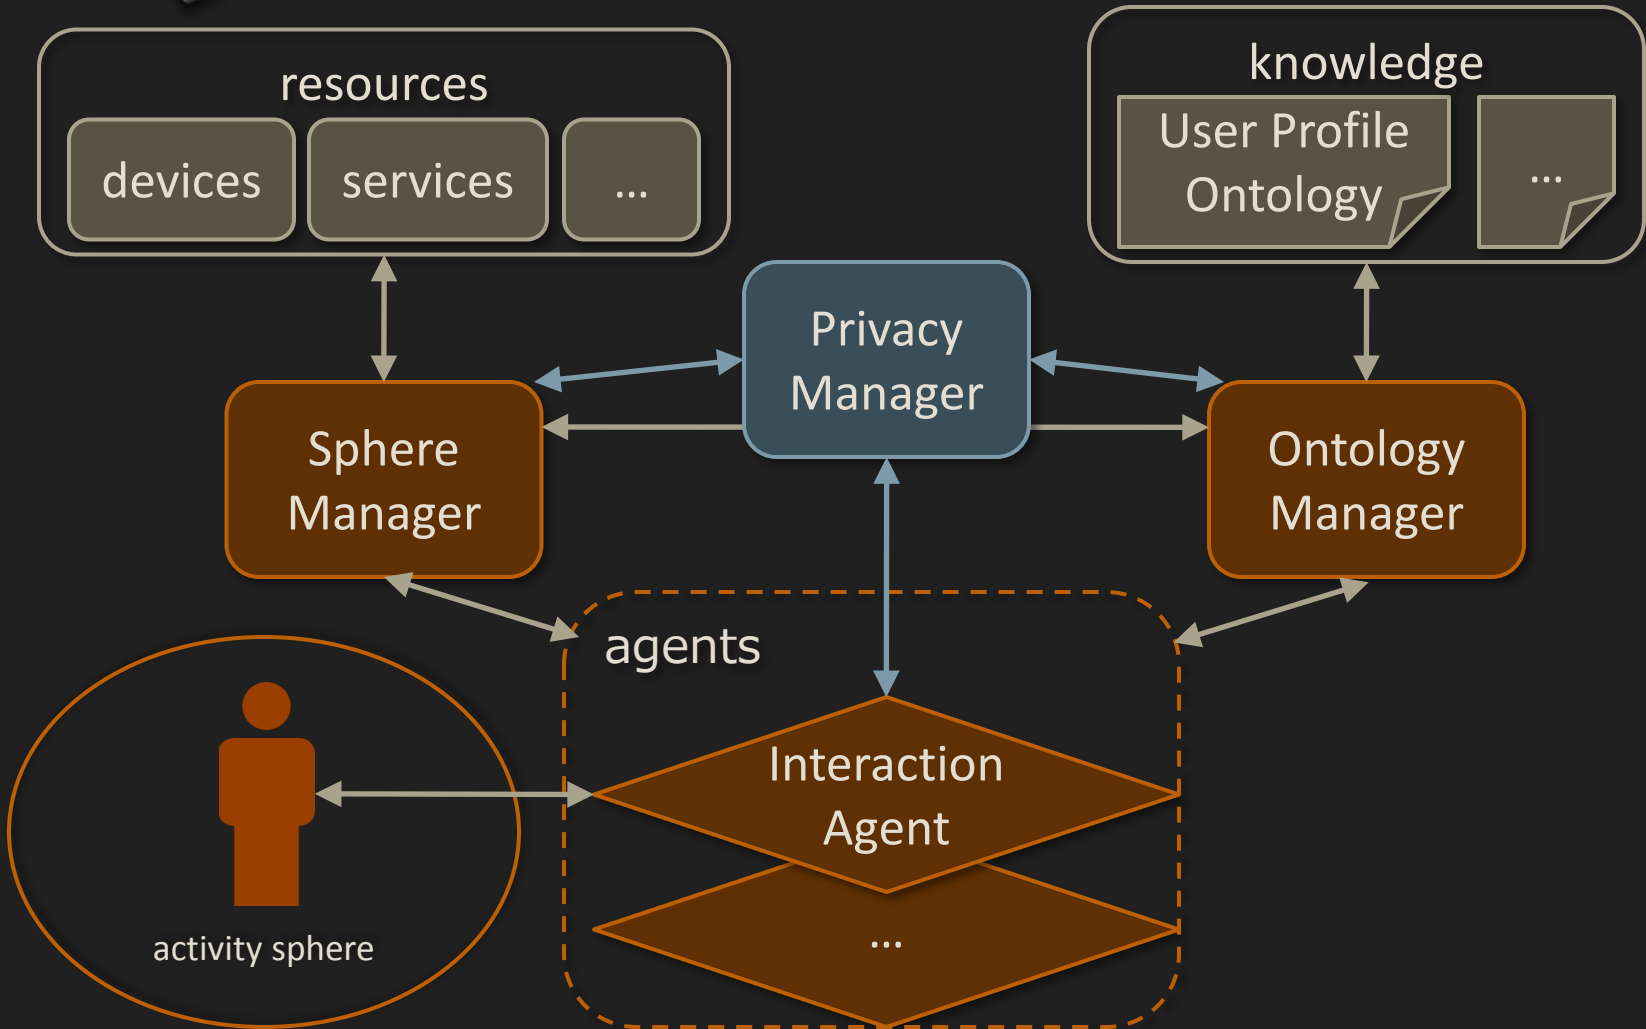 resources
devices
services
...
knowledge
User Profile
Ontology
...
Privacy
Manager
Sphere
Manager
Ontology
Manager
agents
Interaction
Agent
...
activity sphere